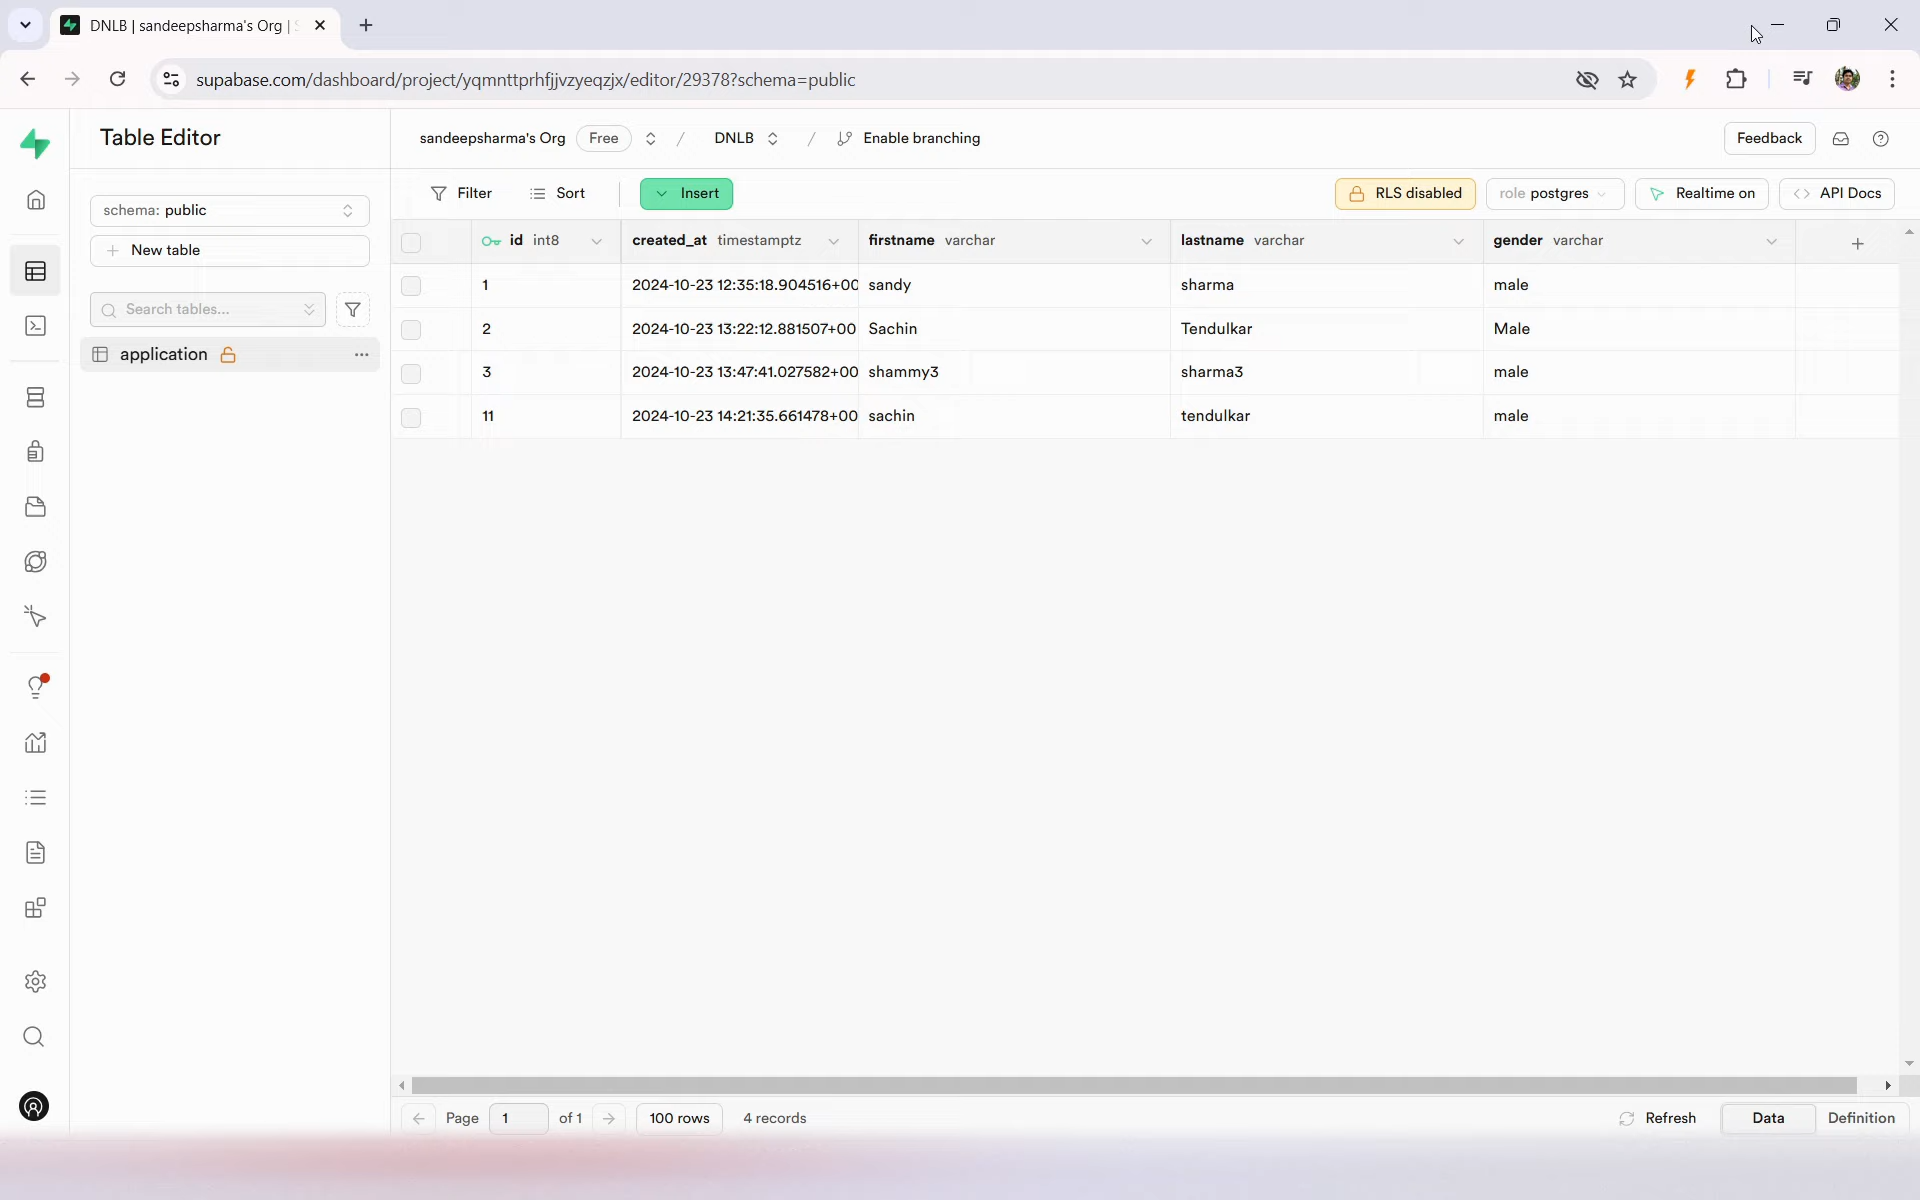 DNLB | sandeepsharma's Org |
supabase.com/dashboard/project/yqmnttprhfjjvzyeqzjx/editor/29378?schema=public
Table Editor
sandeepsharma's Org Free / DNLB / Enable branching
Feedback
schema: public
New table
Search tables...
application
Filter Sort Insert
RLS disabled role postgres Realtime on API Docs
id int8 created_at timestamptz firstname varchar lastname varchar gender varchar
1 2024-10-23 12:35:18.904516+00 sandy sharma male
2 2024-10-23 13:22:12.881507+00 Sachin Tendulkar Male
3 2024-10-23 13:47:41.027582+00 shammy3 sharma3 male
11 2024-10-23 14:21:35.661478+00 sachin tendulkar male
Page 1 of 1 100 rows 4 records
Refresh Data Definition